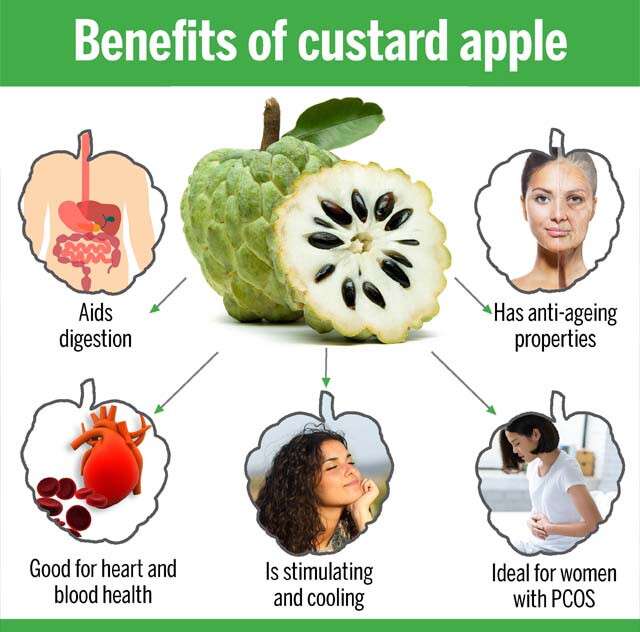 Benefits of custard apple
Aids
digestion
Has anti-ageing
properties
Good for heart and
blood health
Is stimulating
and cooling
Ideal for women
with PCOS